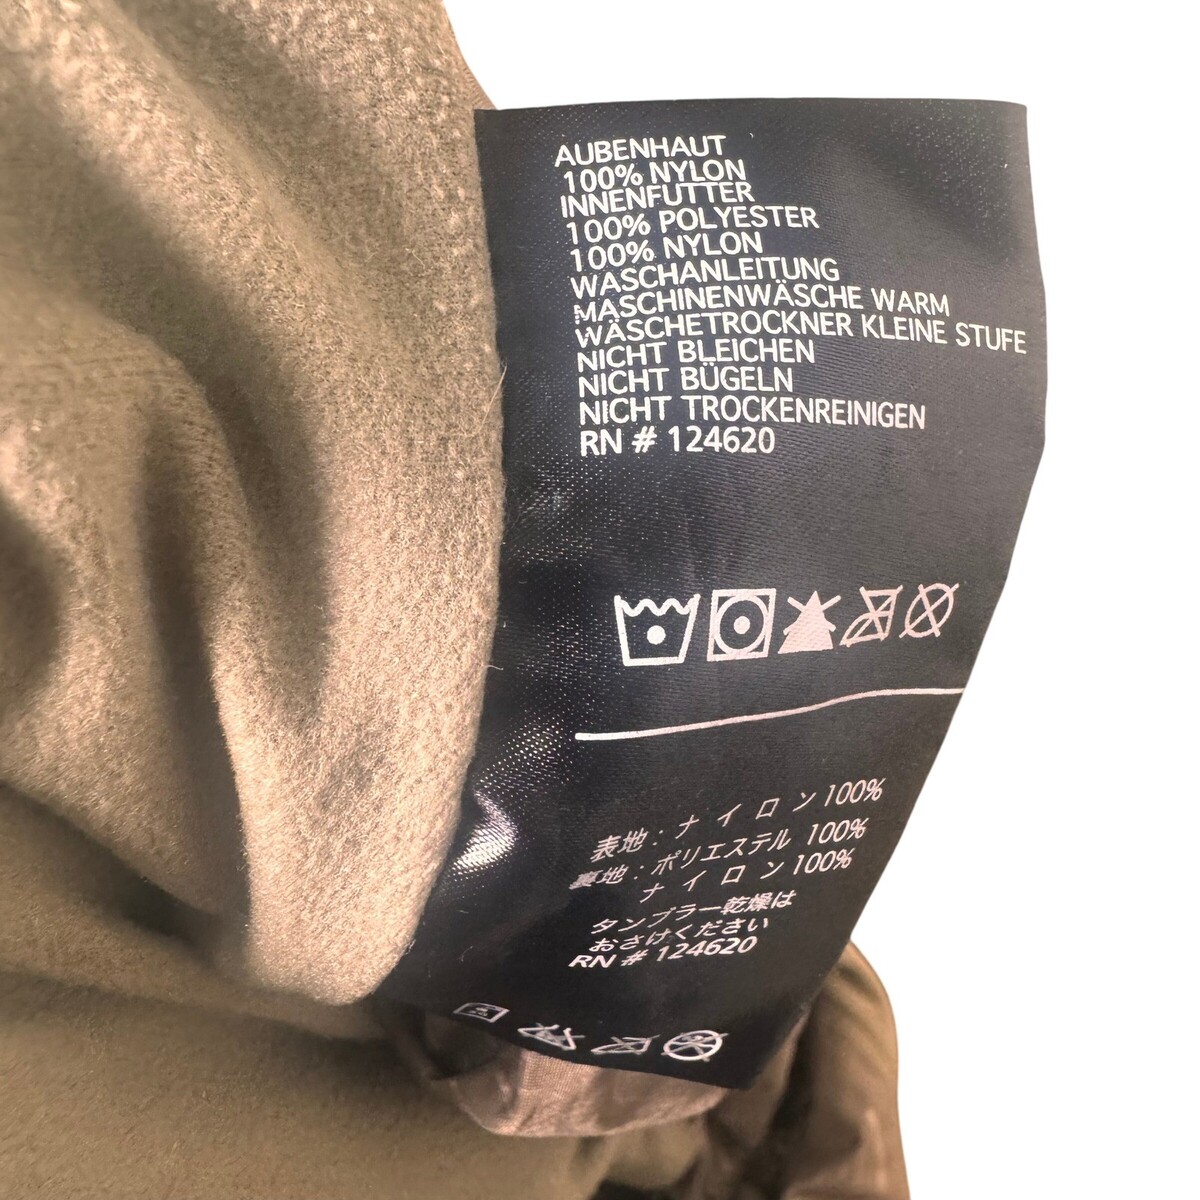 AUBENHAUT
100% NYLON
INNENFUTTER
100% POLYESTER
100% NYLON
WASCHANLEITUNG
MASCHINENWÄSCHE WARM
WÄSCHETROCKNER KLEINE STUFE
NICHT BLEICHEN
NICHT BÜGELN
NICHT TROCKENREINIGEN
RN # 124620
表地：ナイロン100%
裏地：ポリエステル 100%
ナイロン100%
タンブラー乾燥は
おさけください
RN # 124620